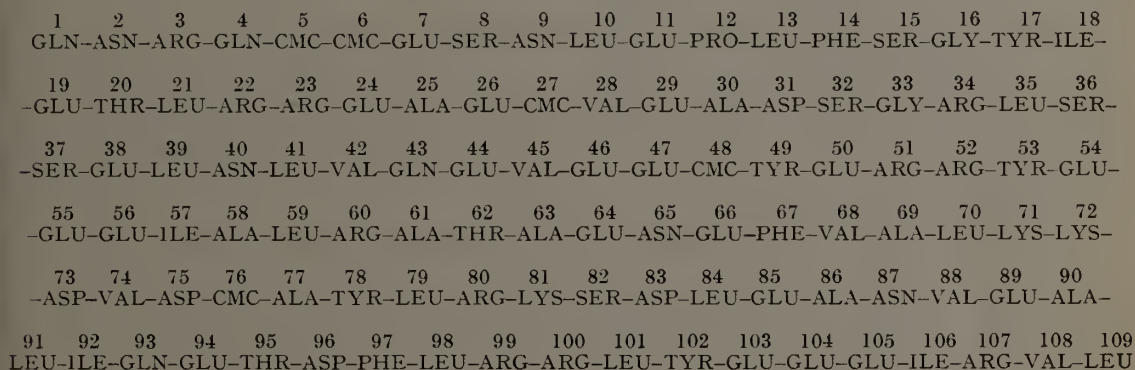 1 2 3 4 5 6 7 8 9 10 11 12 13 14 15 16 17 18
GLN-ASN-ARG-GLN-CMC-CMC-GLU-SER-ASN-LEU-GLU-PRO-LEU-PHE-SER-GLY-TYR-ILE-
19 20 21 22 23 24 25 26 27 28 29 30 31 32 33 34 35 36
-GLU-THR-LEU-ARG-ARG-GLU-ALA-GLU-CMC-VAL-GLU-ALA-ASP-SER-GLY-ARG-LEU-SER-
37 38 39 40 41 42 43 44 45 46 47 48 49 50 51 52 53 54
-SER-GLU-LEU-ASN-LEU-VAL-GLN-GLU-VAL-GLU-GLU-CMC-TYR-GLU-ARG-ARG-TYR-GLU-
55 56 57 58 59 60 61 62 63 64 65 66 67 68 69 70 71 72
-GLU-GLU-ILE-ALA-LEU-ARG-ALA-THR-ALA-GLU-ASN-GLU-PHE-VAL-ALA-LEU-LYS-LYS-
73 74 75 76 77 78 79 80 81 82 83 84 85 86 87 88 89 90
-ASP-VAL-ASP-CMC-ALA-TYR-LEU-ARG-LYS-SER-ASP-LEU-GLU-ALA-ASN-VAL-GLU-ALA-
91 92 93 94 95 96 97 98 99 100 101 102 103 104 105 106 107 108 109
LEU-ILE-GLN-GLU-THR-ASP-PHE-LEU-ARG-ARG-LEU-TYR-GLU-GLU-GLU-ILE-ARG-VAL-LEU